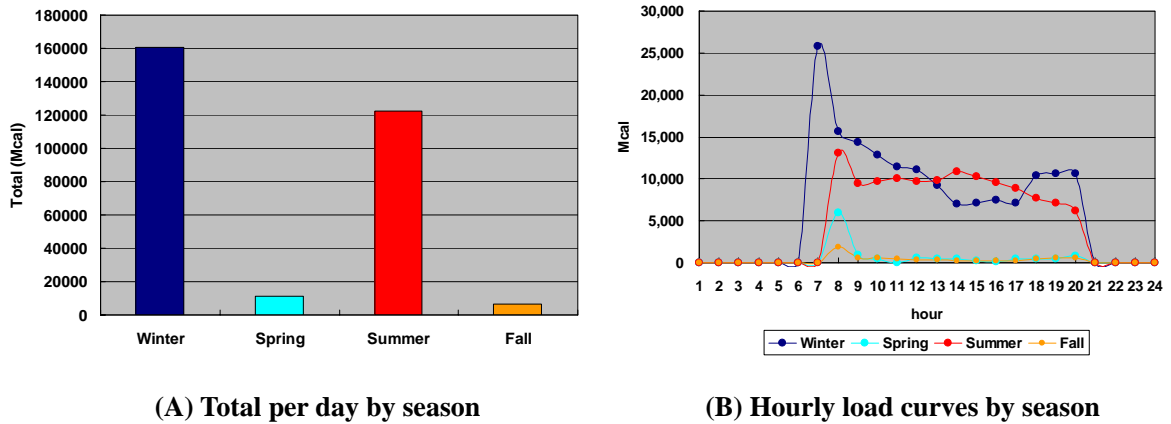 180000
160000
140000
120000
100000
80000
60000
40000
20000
0
Total (Mcal)
Winter Spring Summer Fall
(A) Total per day by season
30,000
25,000
20,000
15,000
10,000
5,000
0
Mcal
1 2 3 4 5 6 7 8 9 10 11 12 13 14 15 16 17 18 19 20 21 22 23 24
hour
Winter Spring Summer Fall
(B) Hourly load curves by season